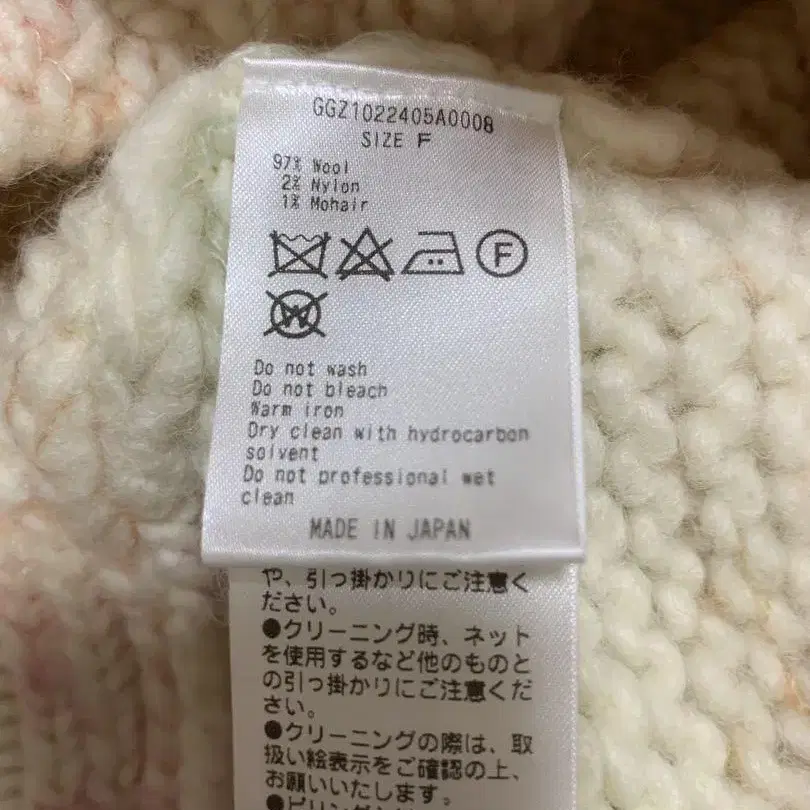 GGZ1022405A0008
SIZE F
97% Wool
2% Nylon
1% Mohair
F
W
Do not wash
Do not bleach
Warm iron
Dry clean with hydrocarbon
solvent
Do not professional wet
clean
MADE IN JAPAN
や、引っ掛かりにご注意く
ださい。
●クリーニング時、ネット
を使用するなど他のものと
の引っ掛かりにご注意くだ
さい。
●クリーニングの際は、取
扱い絵表示をご確認の上、
お願いいたします。